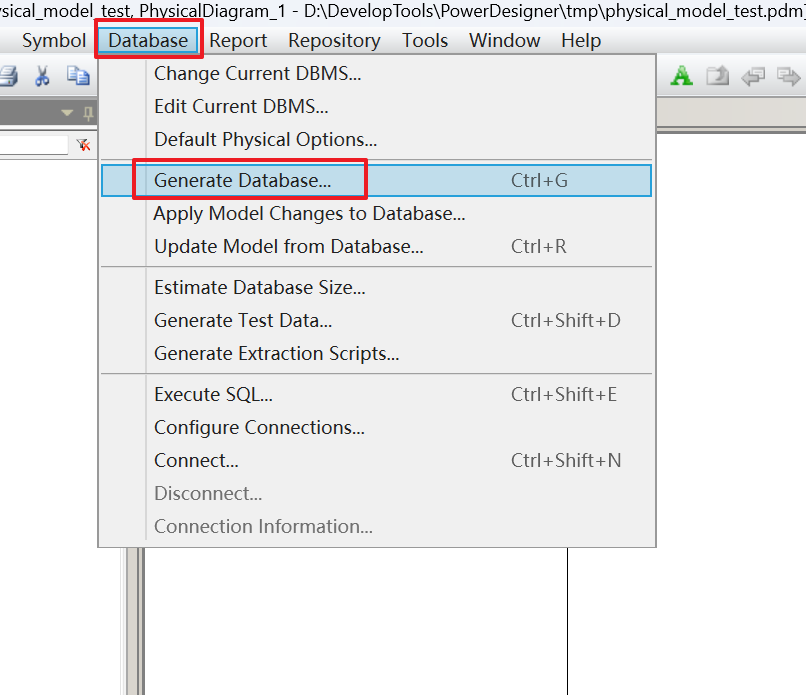 ysical_model_test, PhysicalDiagram_1 - D:\DevelopTools\PowerDesigner\tmp\physical_model_test.pdm]
Symbol Database Report Repository Tools Window Help
Change Current DBMS...
Edit Current DBMS...
Default Physical Options...
Generate Database... Ctrl+G
Apply Model Changes to Database...
Update Model from Database... Ctrl+R
Estimate Database Size...
Generate Test Data... Ctrl+Shift+D
Generate Extraction Scripts...
Execute SQL... Ctrl+Shift+E
Configure Connections...
Connect... Ctrl+Shift+N
Disconnect...
Connection Information...